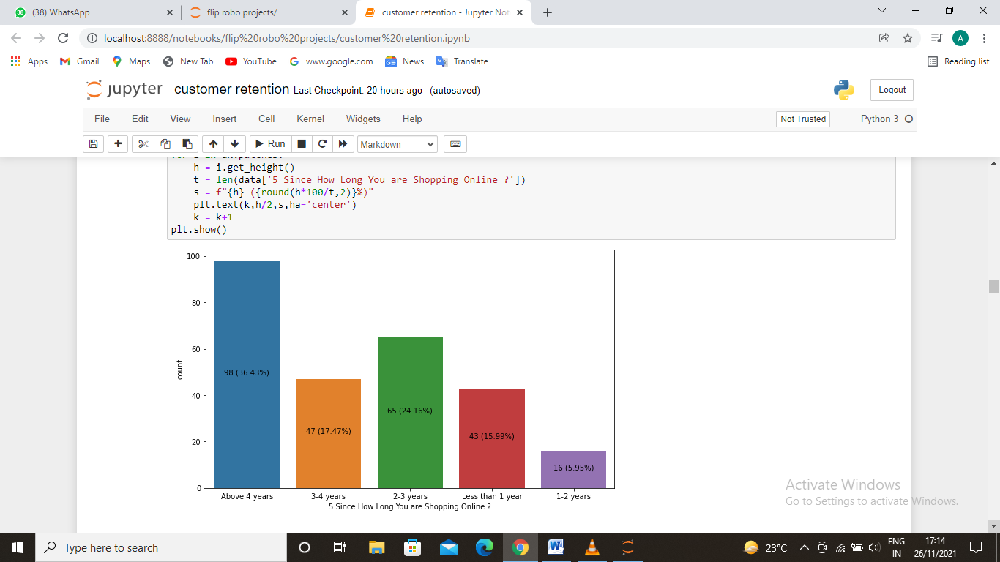 38 (38) WhatsApp
flip robo projects/
customer retention - Jupyter Not
localhost:8888/notebooks/flip%20robo%20projects/customer%20retention.ipynb
A
Apps Gmail Maps New Tab YouTube www.google.com News Translate Reading list
jupyter customer retention Last Checkpoint: 20 hours ago (autosaved) Logout
File Edit View Insert Cell Kernel Widgets Help Not Trusted Python 3
Run Markdown
h = i.get_height()
t = len(data['5 Since How Long You are Shopping Online ?'])
s = f"{h} ({round(h*100/t,2)}%)"
plt.text(k,h/2,s,ha='center')
k = k+1
plt.show()
100
80
60
40
20
0
count
98 (36.43%)
47 (17.47%)
65 (24.16%)
43 (15.99%)
16 (5.95%)
Above 4 years 3-4 years 2-3 years Less than 1 year 1-2 years
5 Since How Long You are Shopping Online ?
Activate Windows
Go to Settings to activate Windows.
Type here to search
23°C
ENG
IN
17:14
26/11/2021